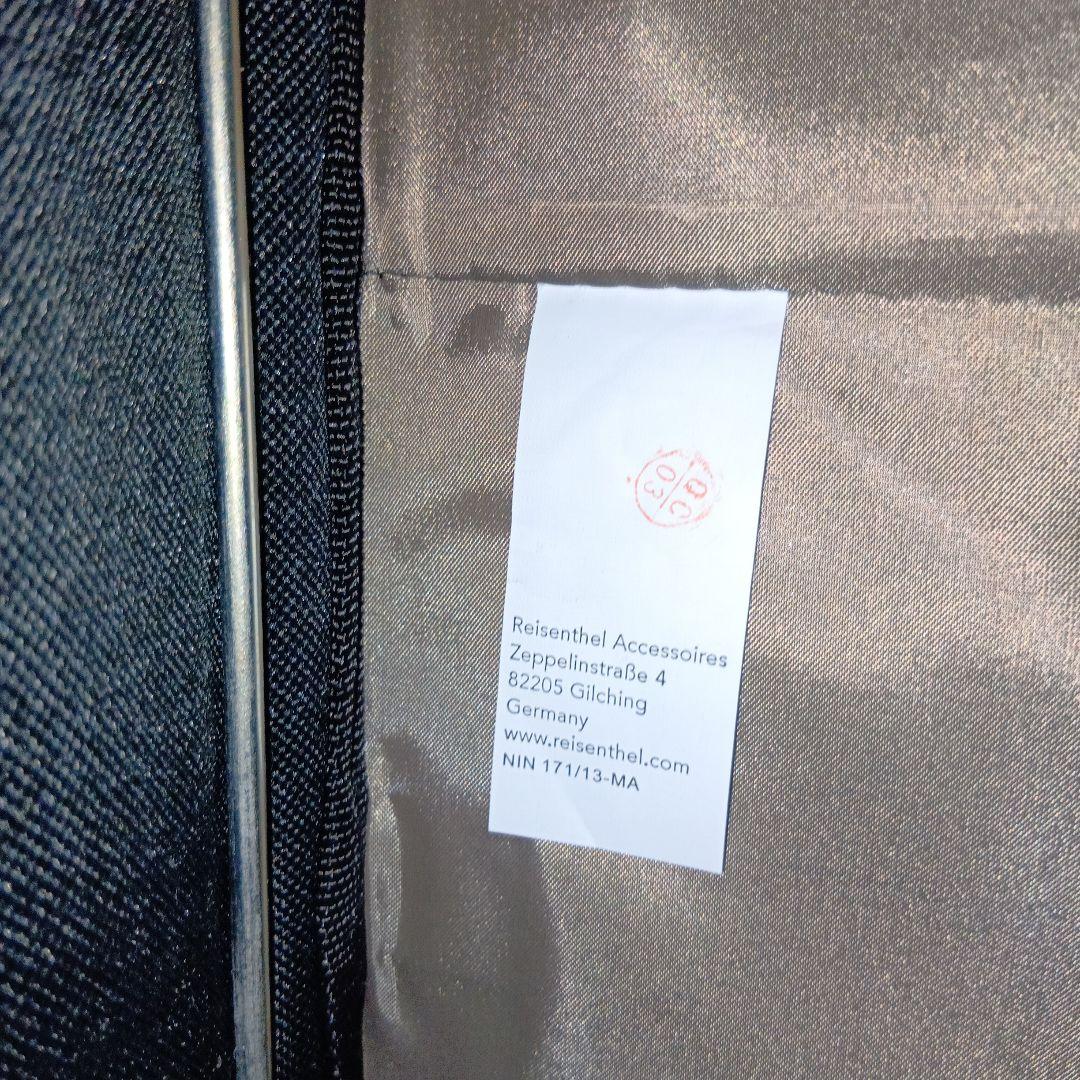 QC
03
Reisenthel Accessoires
Zeppelinstraße 4
82205 Gilching
Germany
www.reisenthel.com
NIN 171/13-MA